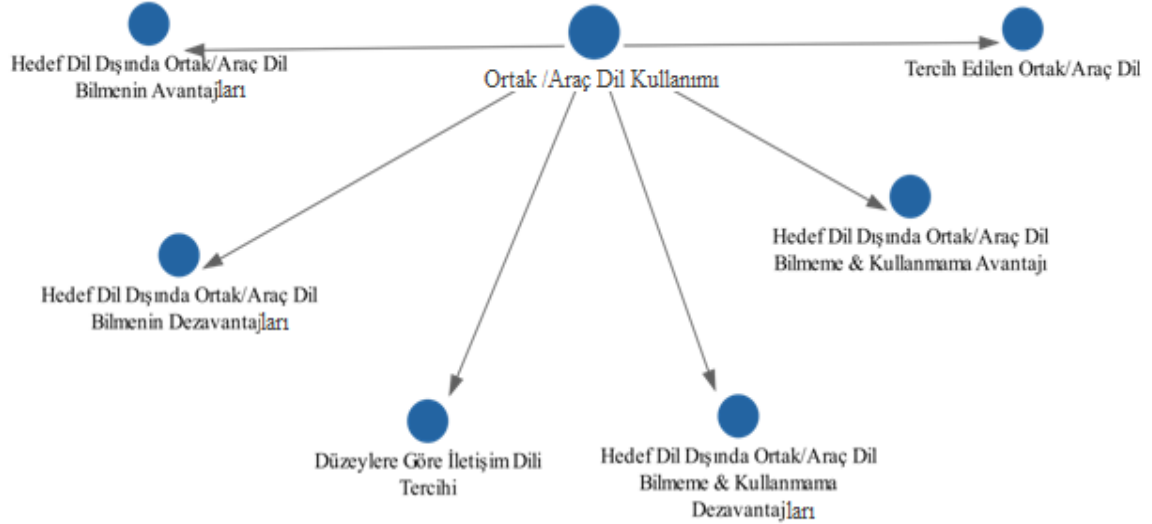 Hedef Dil Dışında Ortak/Araç Dil
Bilmenin Avantajları
Ortak /Araç Dil Kullanımı
Tercih Edilen Ortak/Araç Dil
Hedef Dil Dışında Ortak/Araç Dil
Bilmeme & Kullanmama Avantajı
Hedef Dil Dışında Ortak/Araç Dil
Bilmenin Dezavantajları
Düzeylere Göre İletişim Dili
Tercihi
Hedef Dil Dışında Ortak/Araç Dil
Bilmeme & Kullanmama
Dezavantajları